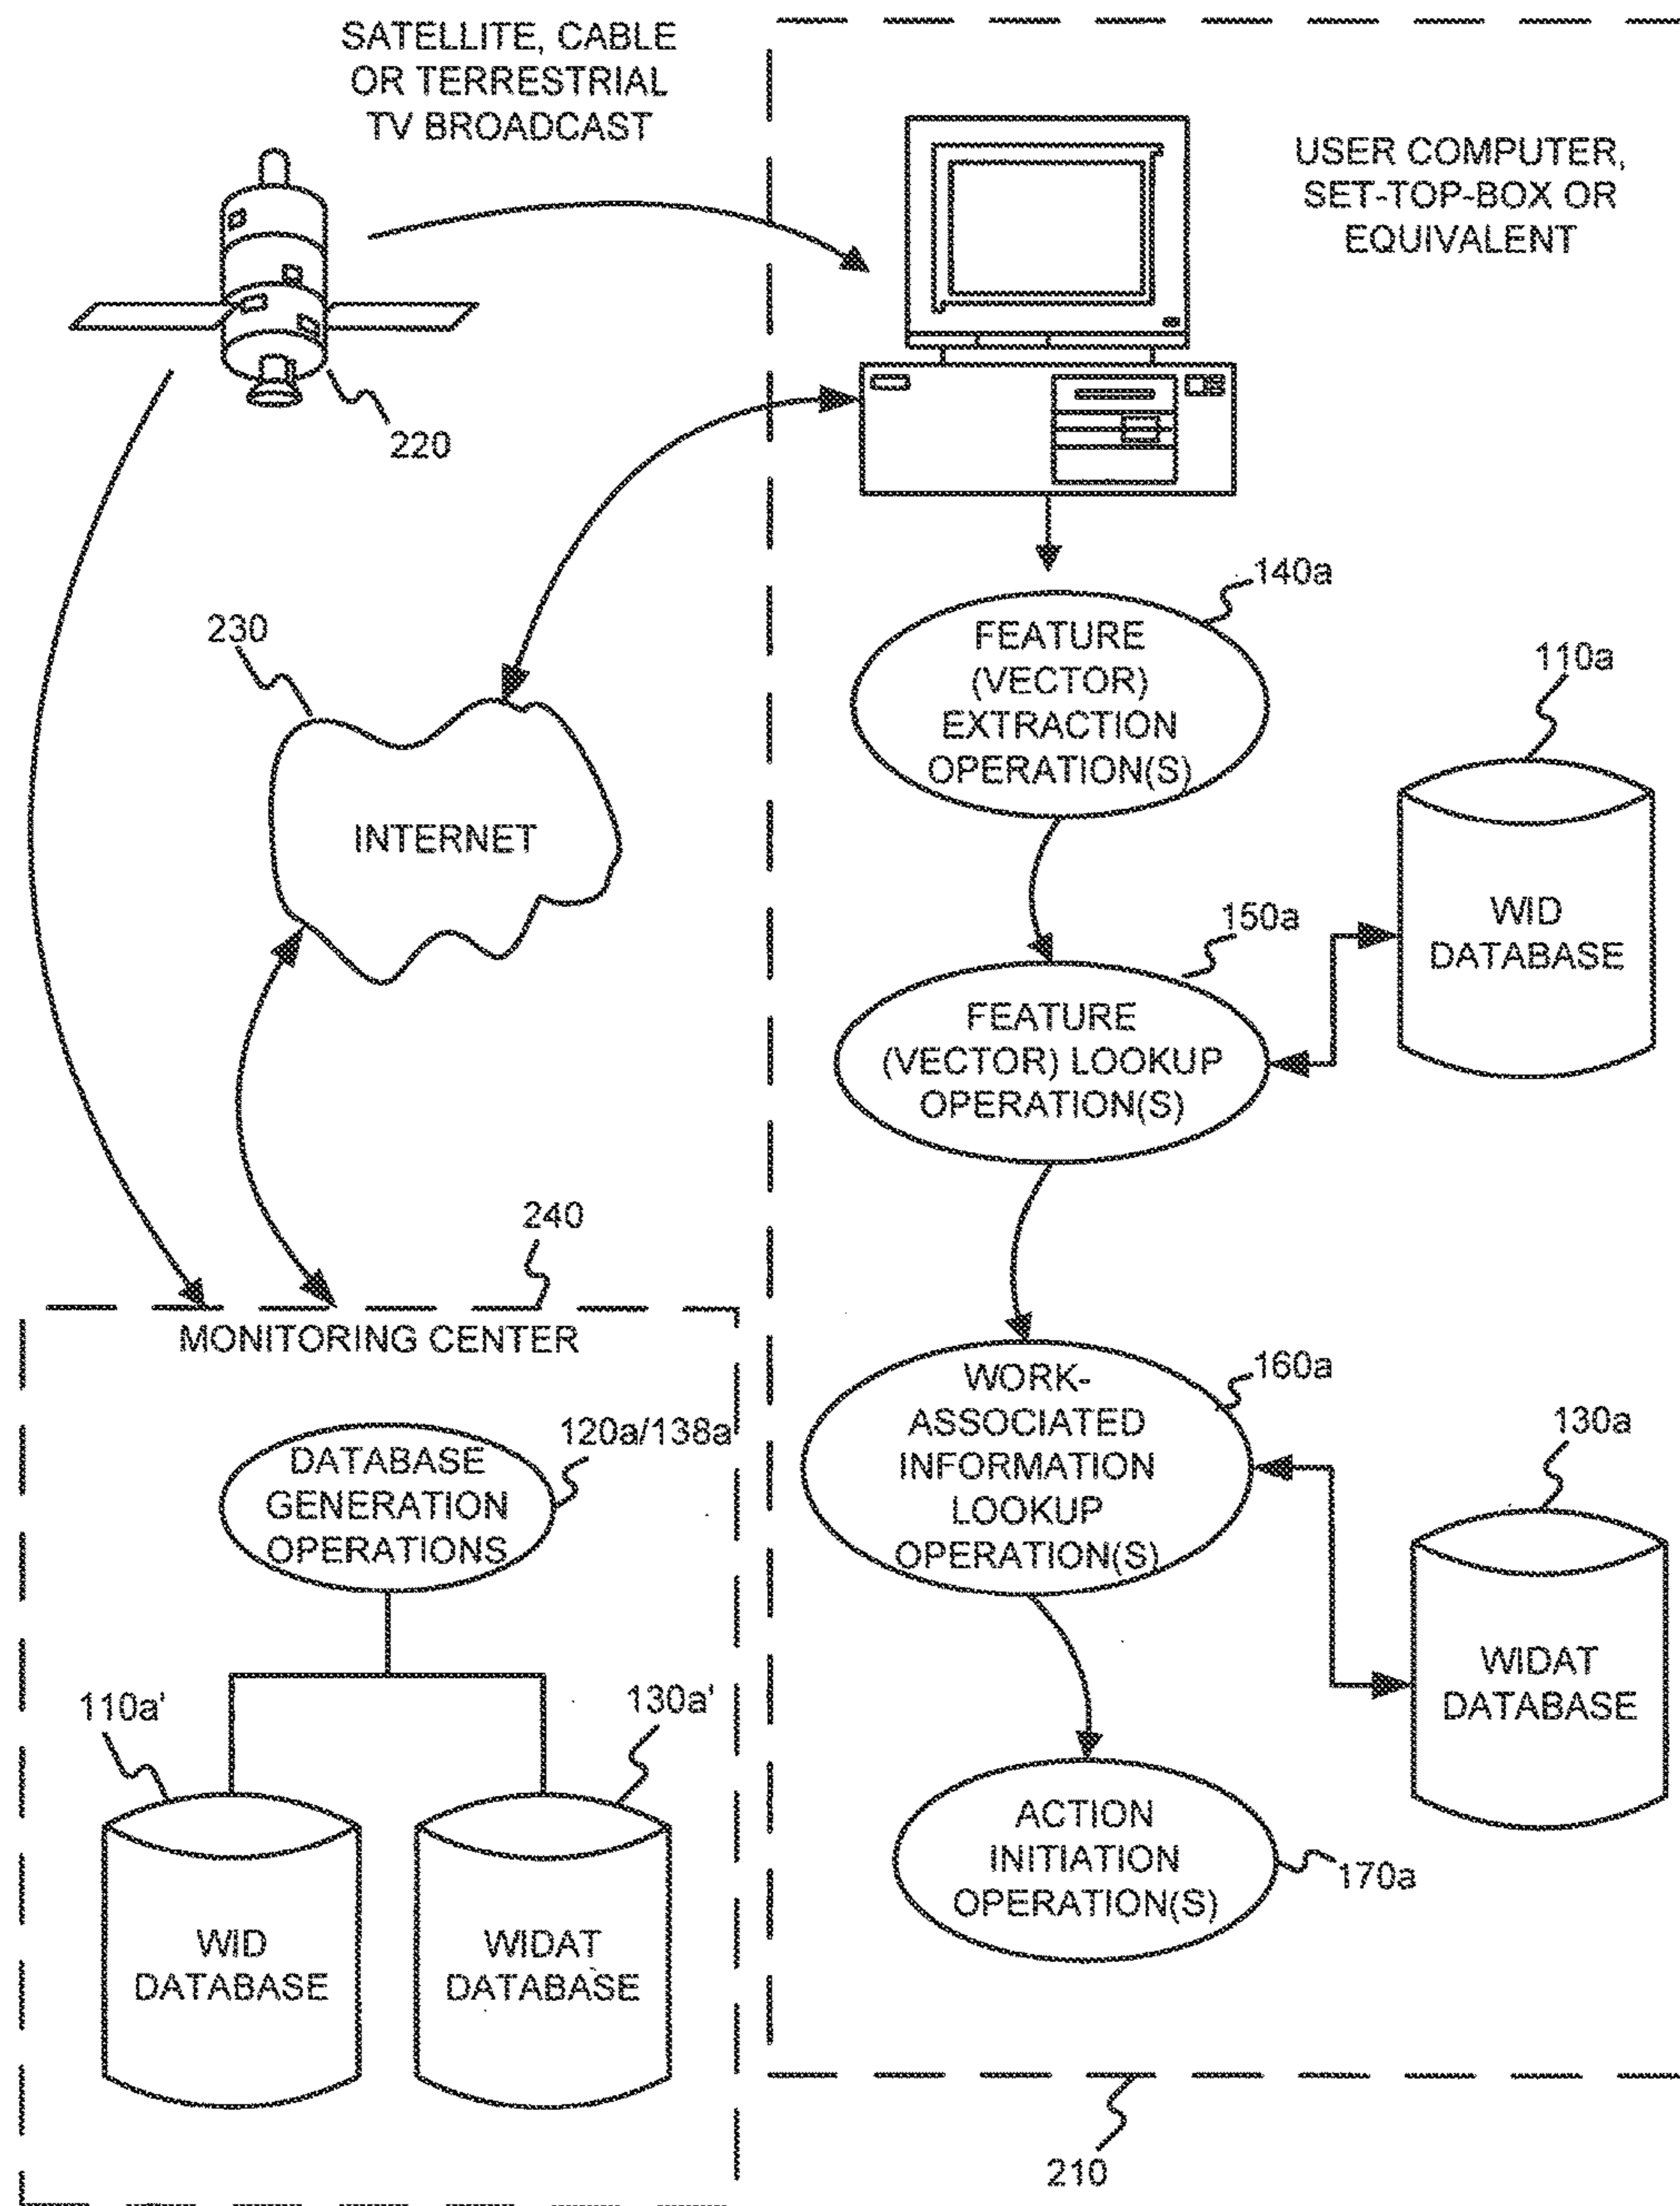 SATELLITE, CABLE
OR TERRESTRIAL
TV BROADCAST
USER COMPUTER,
SET-TOP-BOX OR
EQUIVALENT
220
140a
FEATURE
(VECTOR)
EXTRACTION
OPERATION(S)
230
INTERNET
110a
WID
DATABASE
150a
FEATURE
(VECTOR) LOOKUP
OPERATION(S)
240
MONITORING CENTER
120a/138a
DATABASE
GENERATION
OPERATIONS
160a
WORK-
ASSOCIATED
INFORMATION
LOOKUP
OPERATION(S)
130a
WIDAT
DATABASE
110a'
130a'
WID
DATABASE
WIDAT
DATABASE
ACTION
INITIATION
OPERATION(S)
170a
210